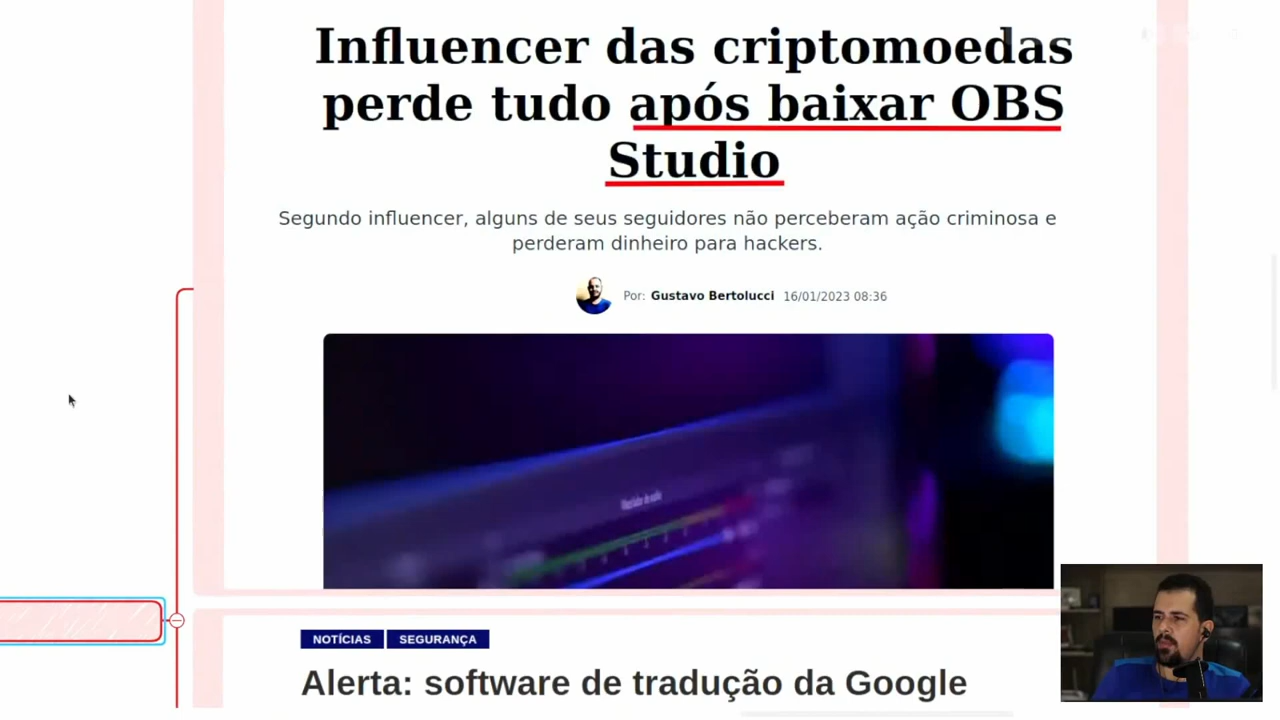 Influencer das criptomoedas
perde tudo após baixar OBS
Studio
Segundo influencer, alguns de seus seguidores não perceberam ação criminosa e
perderam dinheiro para hackers.
Por: Gustavo Bertolucci 16/01/2023 08:36
NOTÍCIAS SEGURANÇA
Alerta: software de tradução da Google